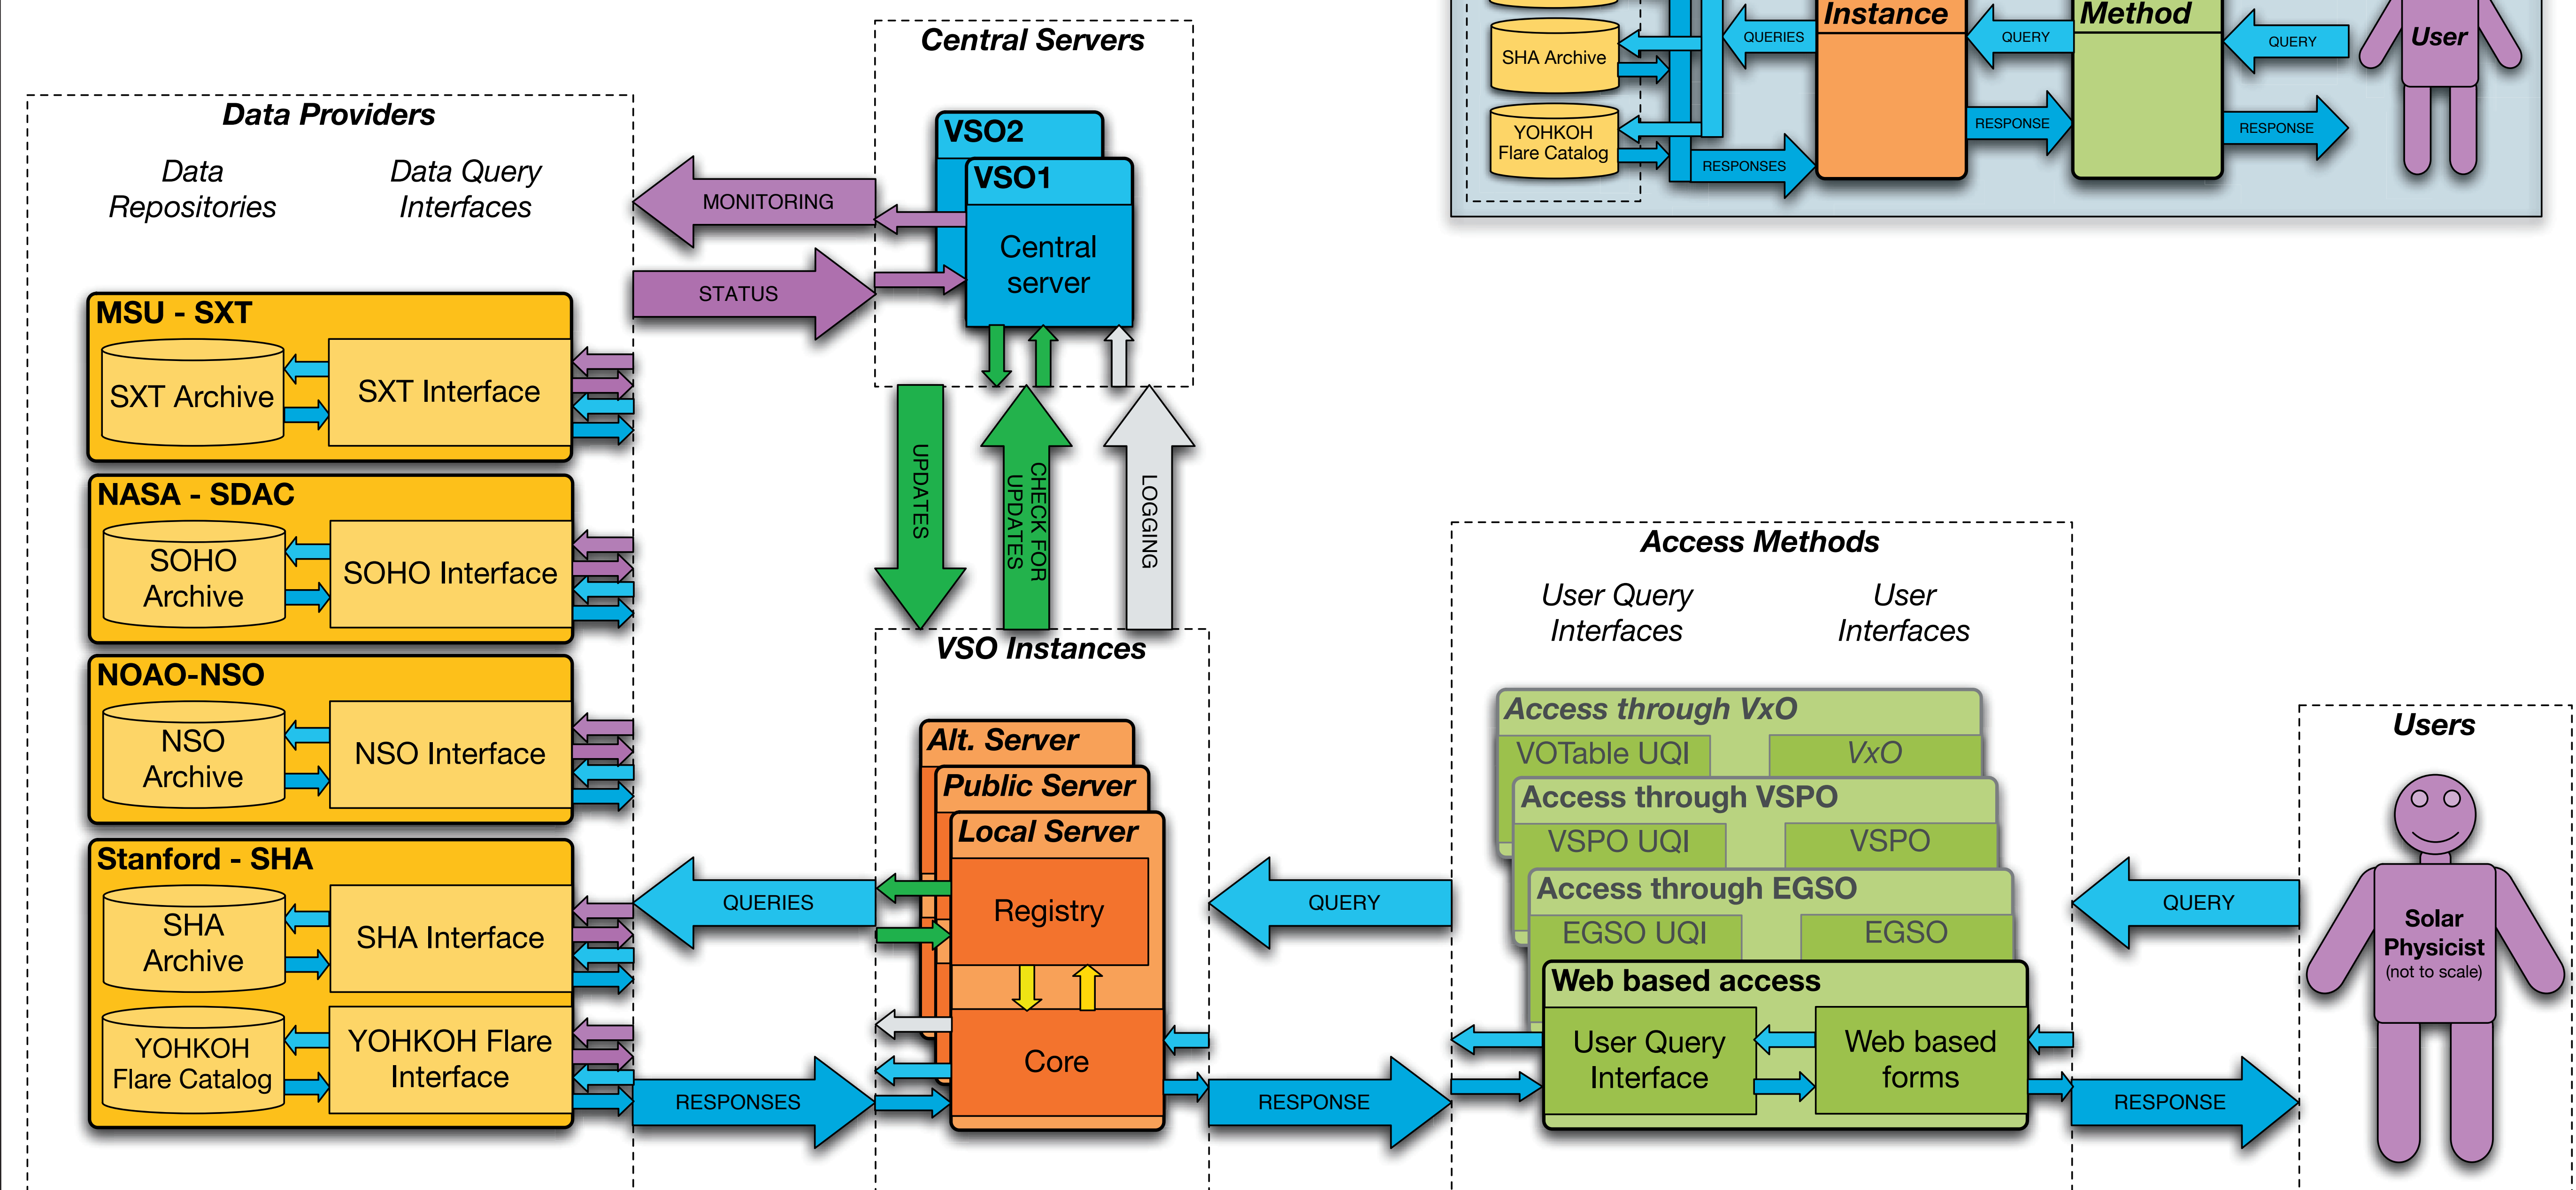 Central Servers
VSO2
VSO1
Central
server
Data Providers
Data
Repositories
Data Query
Interfaces
MONITORING
STATUS
MSU - SXT
SXT Archive
SXT Interface
NASA - SDAC
SOHO
Archive
SOHO Interface
NOAO-NSO
NSO
Archive
NSO Interface
Stanford - SHA
SHA
Archive
SHA Interface
YOHKOH
Flare Catalog
YOHKOH Flare
Interface
UPDATES
CHECK FOR
UPDATES
LOGGING
VSO Instances
Alt. Server
Public Server
Local Server
Registry
Core
QUERIES
RESPONSES
QUERY
RESPONSE
Access Methods
User Query
Interfaces
User
Interfaces
Access through VxO
VOTable UQI
VxO
Access through VSPO
VSPO UQI
VSPO
Access through EGSO
EGSO UQI
EGSO
Web based access
User Query
Interface
Web based
forms
QUERY
RESPONSE
Users
Solar
Physicist
(not to scale)
SHA Archive
YOHKOH
Flare Catalog
QUERIES
RESPONSES
Instance
QUERY
RESPONSE
Method
QUERY
RESPONSE
User